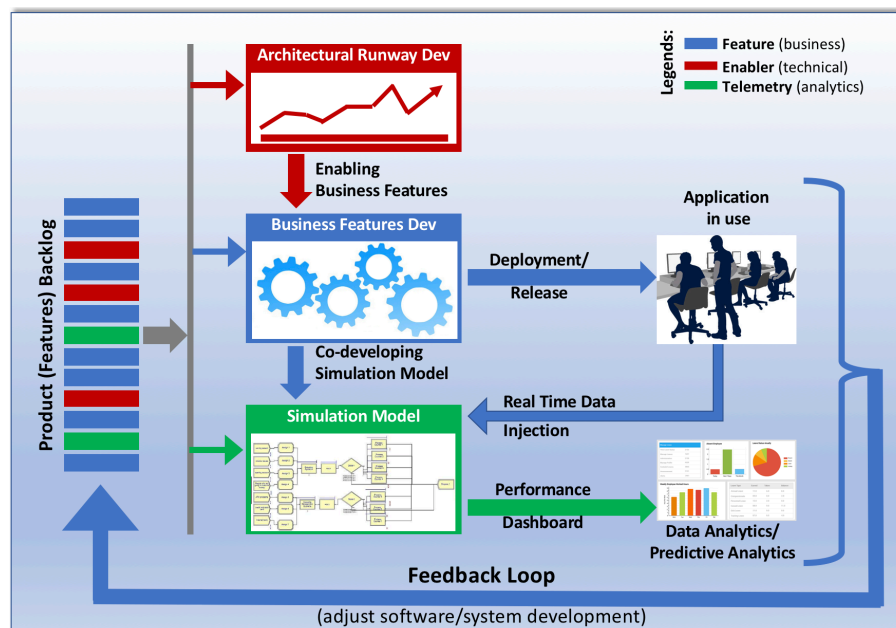 Architectural Runway Dev
Legends:
Feature (business)
Enabler (technical)
Telemetry (analytics)
Enabling
Business Features
Product (Features) Backlog
Business Features Dev
Deployment/
Release
Application
in use
Co-developing
Simulation Model
Simulation Model
Real Time Data
Injection
Performance
Dashboard
Data Analytics/
Predictive Analytics
Feedback Loop
(adjust software/system development)